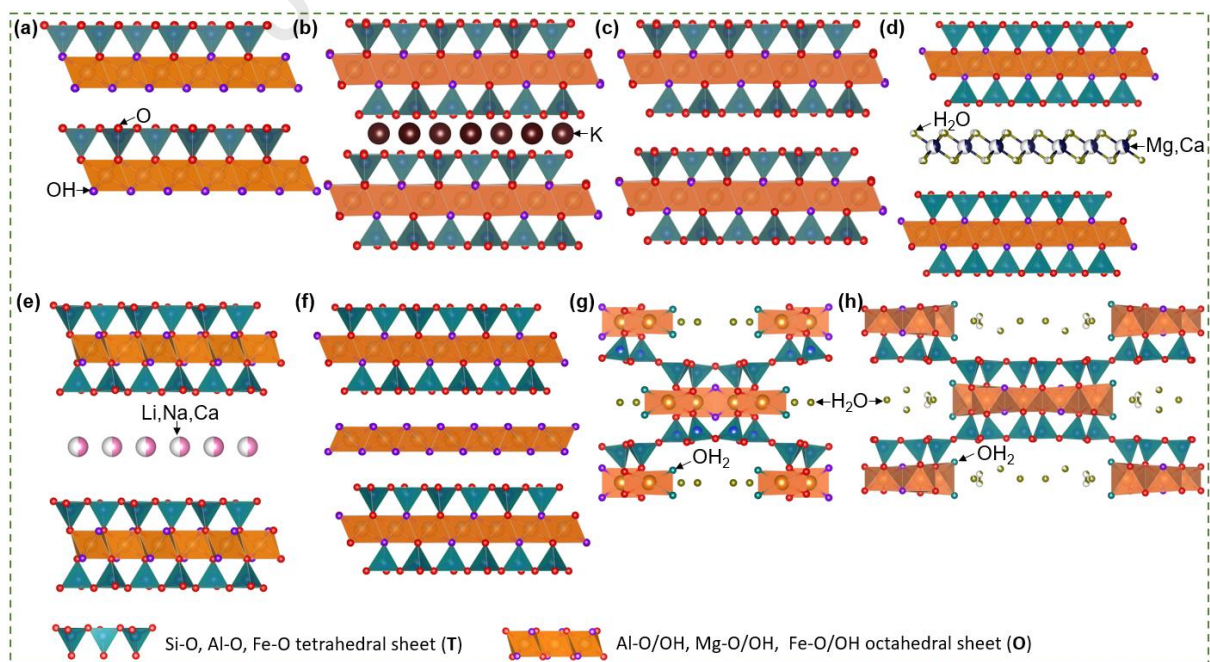 (a)
(b)
(c)
(d)
O
OH
K
H₂O
Mg,Ca
(e)
(f)
(g)
(h)
Li,Na,Ca
H₂O
OH₂
OH₂
Si-O, Al-O, Fe-O tetrahedral sheet (T)
Al-O/OH, Mg-O/OH, Fe-O/OH octahedral sheet (O)